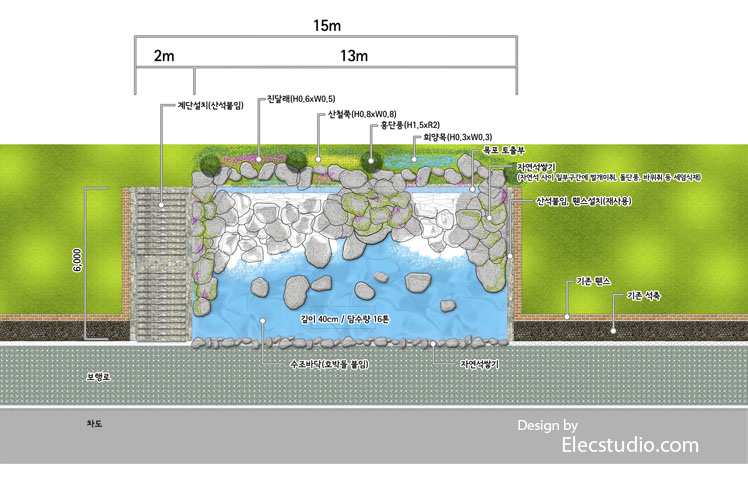 15m
2m
13m
계단설치(산석붙임)
진달래(H0.6xW0.5)
산철쭉(H0.8xW0.8)
홍단풍(H1.5xR2)
회양목(H0.3xW0.3)
폭포 토출부
자연석쌓기
(자연석 사이 일부구간에 벌개미취, 돌단풍, 바위취 등 세덤식재)
산석붙임, 휀스설치(재사용)
6,000
기존 휀스
기존 석축
깊이 40cm / 담수량 16톤
수조바닥(호박돌 붙임)
자연석쌓기
보행로
차도
Design by
Elecstudio.com